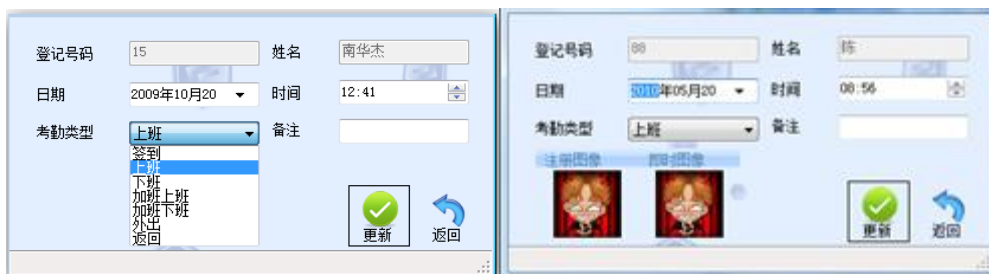 登记号码 15 姓名 南华杰
日期 2009年10月20 时间 12:41
考勤类型 上班 备注
签到
上班
下班
加班上班
加班下班
外出
返回
更新 返回
登记号码 88 姓名 陈
日期 2010年05月20 时间 08:56
考勤类型 上班 备注
注册图像 即时图像
更新 返回